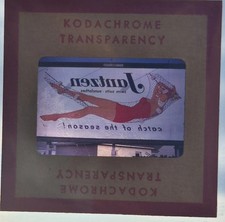 KODACHROME
TRANSPARENCY
Jantzen
catch of the season!
TRANSPARENCY
KODACHROME